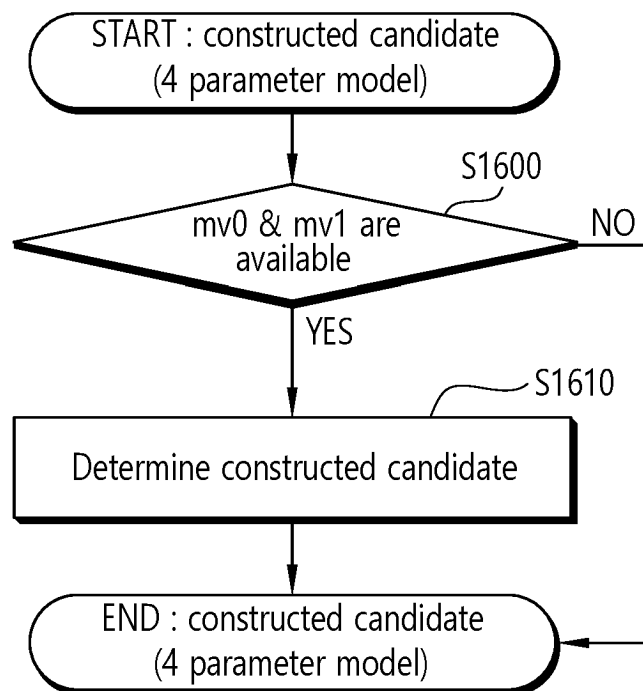 START : constructed candidate
(4 parameter model)
S1600
mv0 & mv1 are
available
NO
YES
S1610
Determine constructed candidate
END : constructed candidate
(4 parameter model)